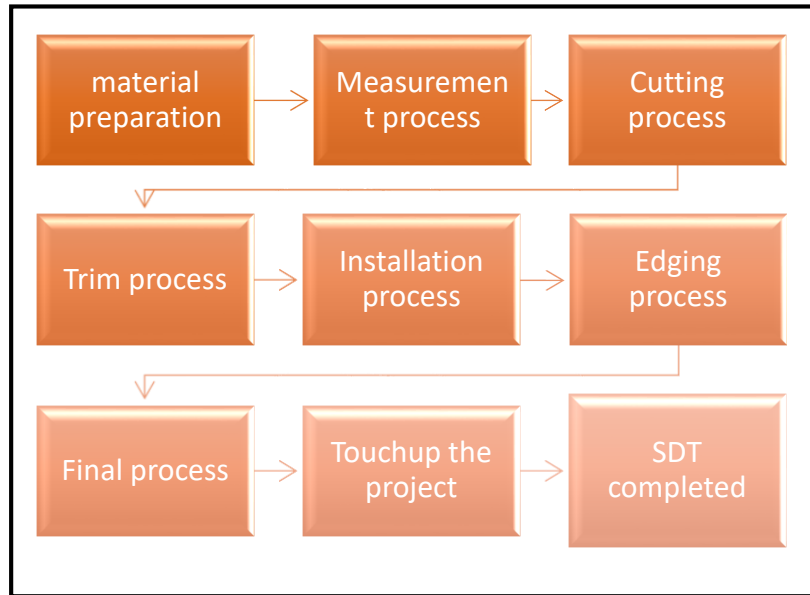 material
preparation
Measuremen
t process
Cutting
process
Trim process
Installation
process
Edging
process
Final process
Touchup the
project
SDT
completed